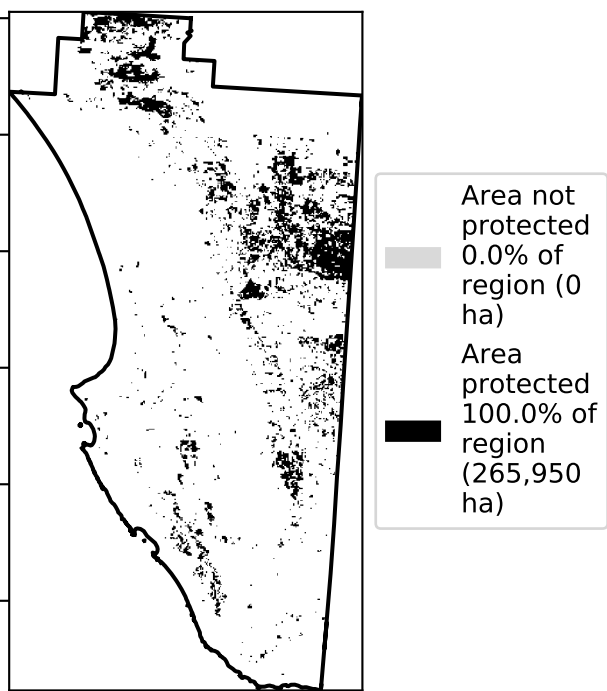 Area not
protected
0.0% of
region (0
ha)
Area
protected
100.0% of
region
(265,950
ha)